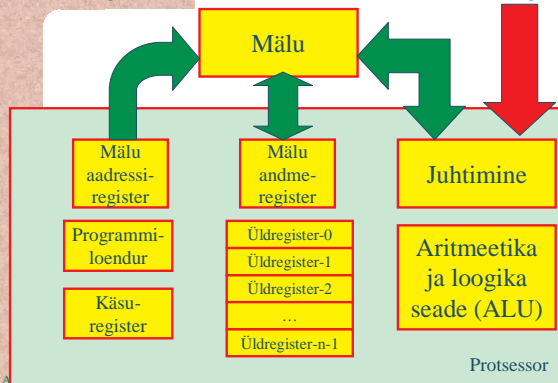 Mälu
Mälu
aadressi-
register
Mälu
andme-
register
Juhtimine
Programmi-
loendur
Käsu-
register
Üldregister-0
Üldregister-1
Üldregister-2
…
Üldregister-n-1
Aritmeetika
ja loogika
seade (ALU)
Protsessor
A